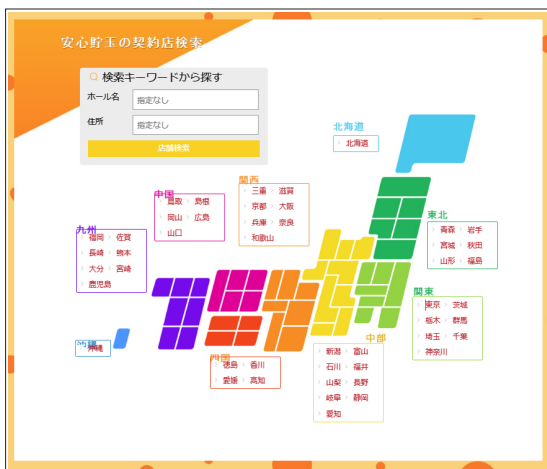 安心貯玉の契約店検索
検索キーワードから探す
ホール名
指定なし
住所
指定なし
店舗検索
北海道
北海道
関西
三重 滋賀
京都 大阪
兵庫 奈良
和歌山
中国
鳥取 島根
岡山 広島
山口
東北
青森 岩手
宮城 秋田
山形 福島
九州
福岡 佐賀
長崎 熊本
大分 宮崎
鹿児島
関東
東京 茨城
栃木 群馬
埼玉 千葉
神奈川
沖縄
沖縄
中部
新潟 富山
石川 福井
山梨 長野
岐阜 静岡
愛知
四国
徳島 香川
愛媛 高知